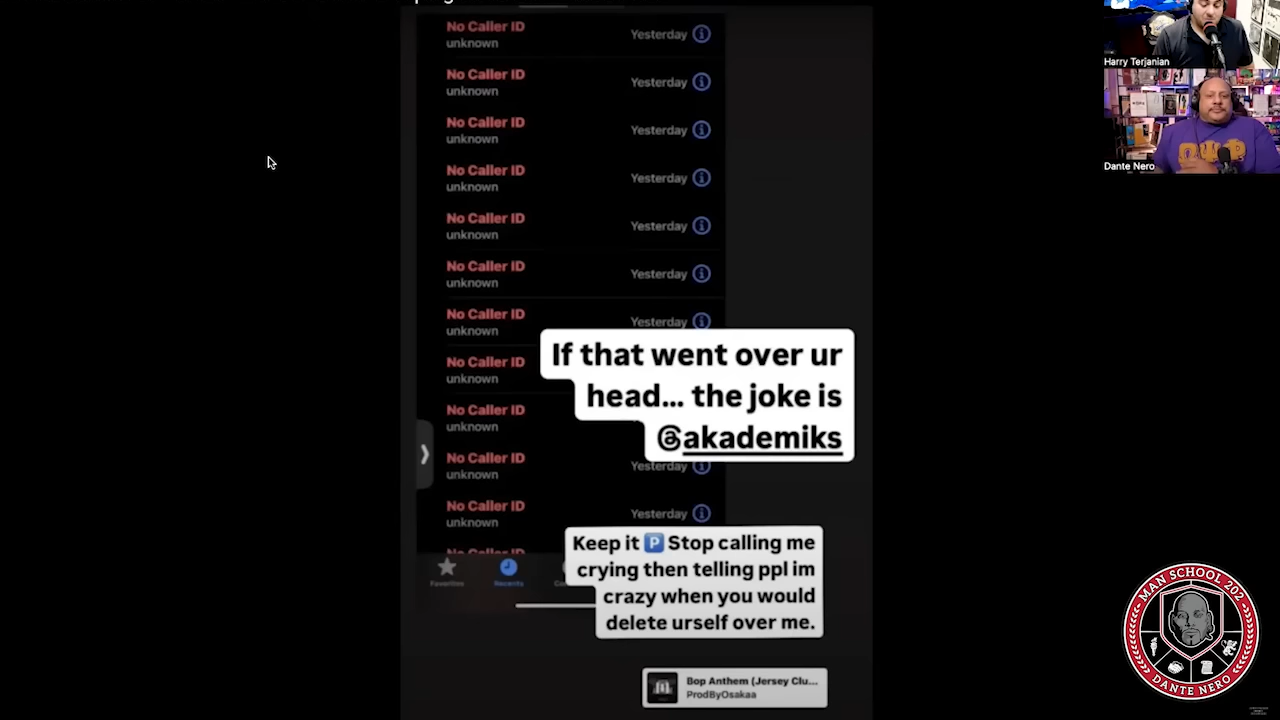 No Caller ID
unknown
Yesterday
No Caller ID
unknown
Yesterday
No Caller ID
unknown
Yesterday
No Caller ID
unknown
Yesterday
No Caller ID
unknown
Yesterday
No Caller ID
unknown
Yesterday
No Caller ID
unknown
Yesterday
No Caller ID
unknown
No Caller ID
unknown
No Caller ID
unknown
Yesterday
No Caller ID
unknown
Yesterday
No Caller ID
Favorites
Recents
If that went over ur
head... the joke is
@akademiks
Keep it 🅿️ Stop calling me
crying then telling ppl im
crazy when you would
delete urself over me.
Bop Anthem (Jersey Clu...
ProdByOsakaa
Harry Terjanian
Dante Nero
MAN SCHOOL 202
DANTE NERO